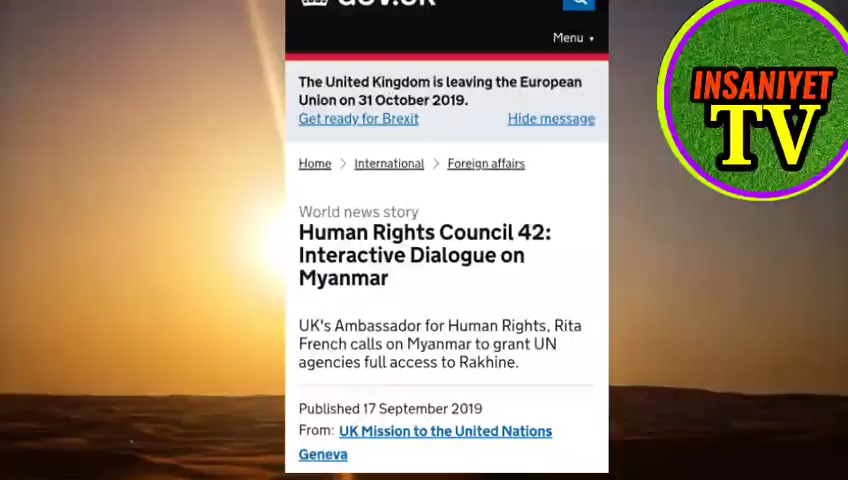 GOV.UK
Menu ▾
The United Kingdom is leaving the European
Union on 31 October 2019.
Get ready for Brexit Hide message
Home > International > Foreign affairs
World news story
Human Rights Council 42:
Interactive Dialogue on
Myanmar
UK's Ambassador for Human Rights, Rita
French calls on Myanmar to grant UN
agencies full access to Rakhine.
Published 17 September 2019
From: UK Mission to the United Nations
Geneva
INSANIYET
TV